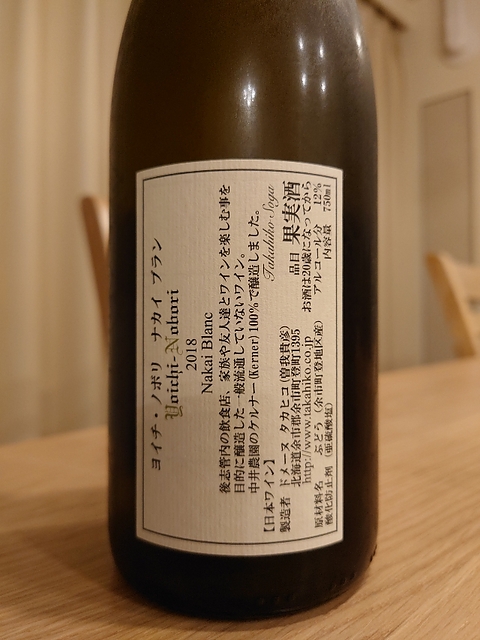 ヨイチ・ノボリ　ナカイ ブラン
Yoichi-Nobori
2018
Nakai Blanc
後志管内の飲食店、家族や友人達とワインを楽しむ事を
目的に醸造した一般流通していないワイン。
中井農園のケルナー(Kerner)100%で醸造しました。
Takahiko Soga
【日本ワイン】
品目 果実酒
製造者 ドメーヌ タカヒコ(曽我貴彦)
お酒は20歳になってから
北海道余市郡余市町登町1395
アルコール分 12%
http://www.takahiko.co.jp
内容量 750ml
原材料名 ぶどう（余市町登地区産）
酸化防止剤（亜硫酸塩）